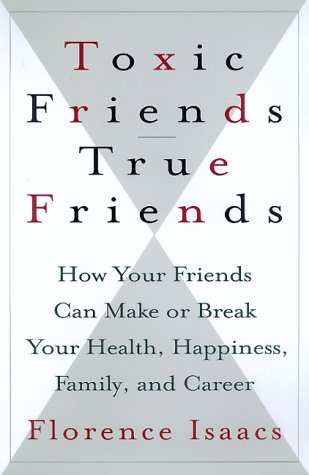 Toxic
Friends
True
Friends
How Your Friends
Can Make or Break
Your Health, Happiness,
Family, and Career
Florence Isaacs